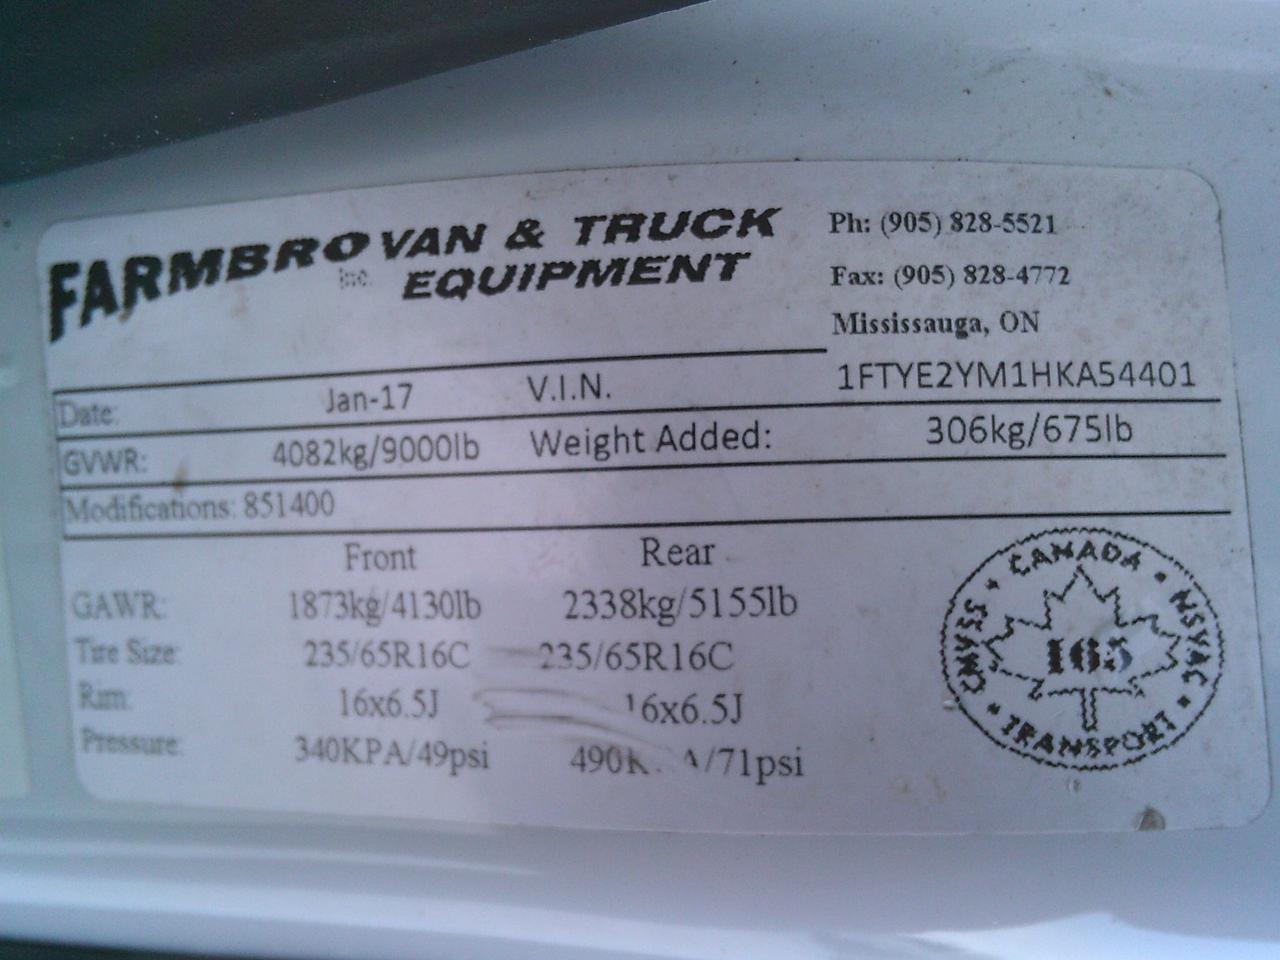 FARMBRO VAN & TRUCK
Inc. EQUIPMENT
Ph: (905) 828-5521
Fax: (905) 828-4772
Mississauga, ON
Date: Jan-17 V.I.N. 1FTYE2YM1HKA54401
GVWR: 4082kg/9000lb Weight Added: 306kg/675lb
Modifications: 851400
Front Rear
GAWR: 1873kg/4130lb 2338kg/5155lb
Tire Size: 235/65R16C 235/65R16C
Rim: 16x6.5J 16x6.5J
Pressure: 340KPA/49psi 490K A/71psi
CANADA
NSVAC
TRANSPORT
CMVSS
165